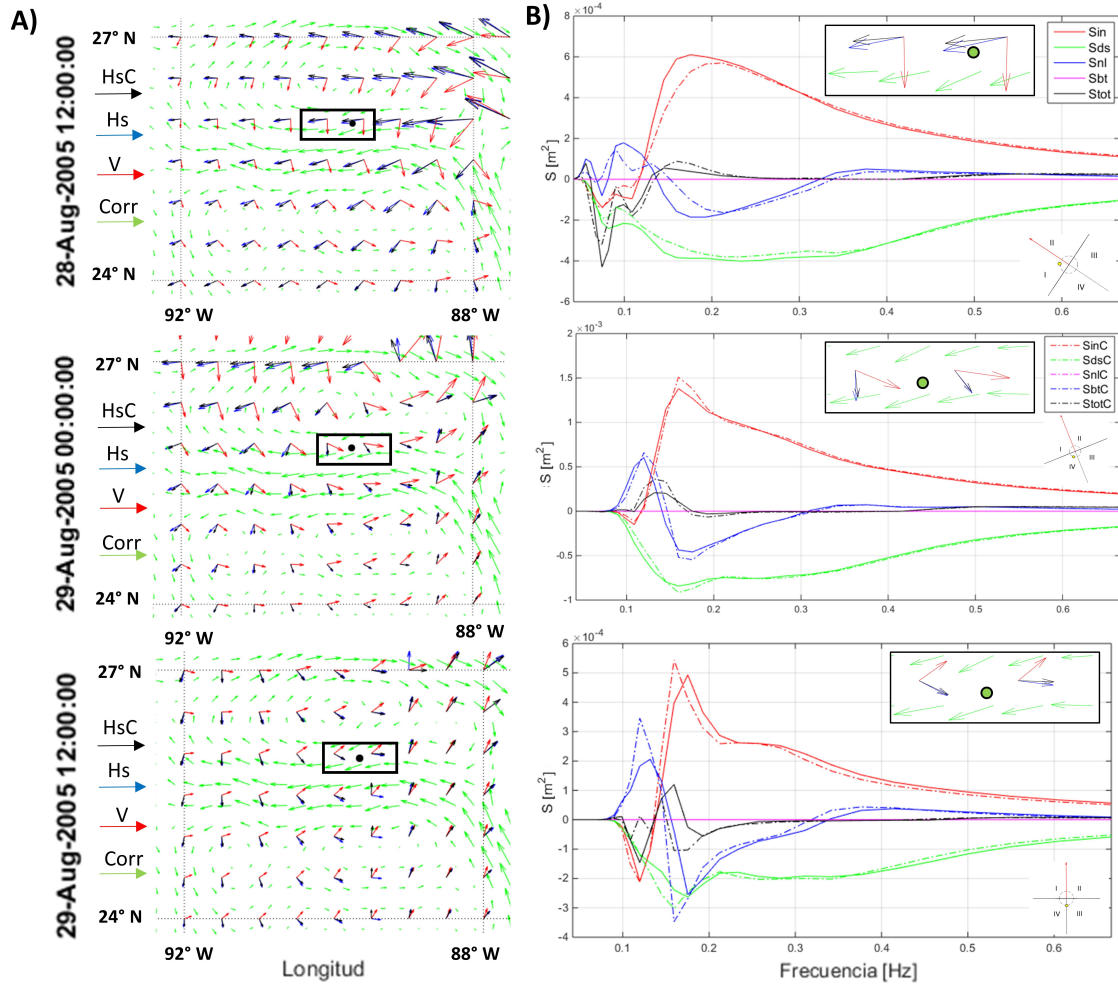 A)
28-Aug-2005 12:00:00
27° N
HsC
Hs
V
Corr
24° N
92° W
88° W
29-Aug-2005 00:00:00
27° N
HsC
Hs
V
Corr
24° N
92° W
88° W
29-Aug-2005 12:00:00
27° N
HsC
Hs
V
Corr
24° N
92° W
88° W
Longitud
B)
×10⁻⁴
8
6
4
2
0
-2
-4
-6
S [m²]
0.1
0.2
0.3
0.4
0.5
0.6
Sin
Sds
Snl
Sbt
Stot
I
II
III
IV
×10⁻³
2
1.5
1
0.5
0
-0.5
-1
S [m²]
0.1
0.2
0.3
0.4
0.5
0.6
SinC
SdsC
SnlC
SbtC
StotC
I
II
III
IV
×10⁻⁴
6
5
4
3
2
1
0
-1
-2
-3
-4
S [m²]
0.1
0.2
0.3
0.4
0.5
0.6
I
II
IV
III
Frecuencia [Hz]